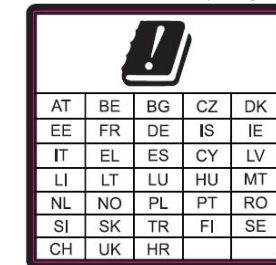 AT BE BG CZ DK
EE FR DE IS IE
IT EL ES CY LV
LI LT LU HU MT
NL NO PL PT RO
SI SK TR FI SE
CH UK HR